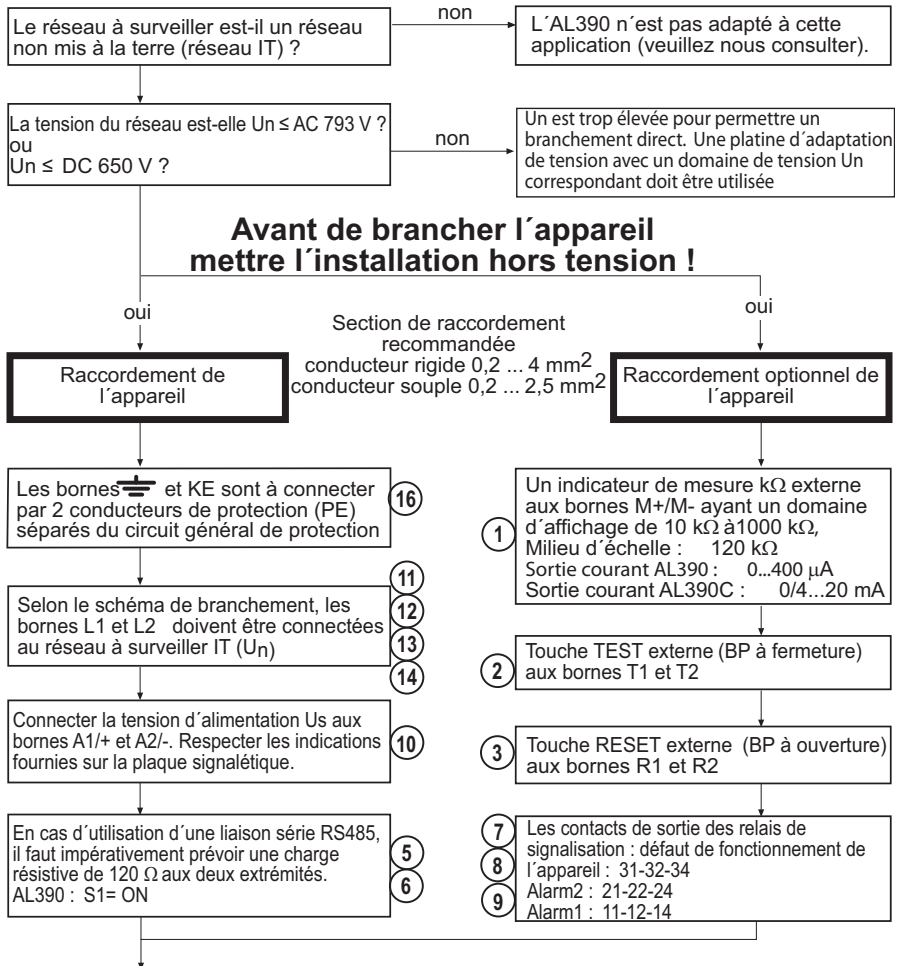 Le réseau à surveiller est-il un réseau
non mis à la terre (réseau IT) ?
non
L´AL390 n´est pas adapté à cette
application (veuillez nous consulter).
La tension du réseau est-elle Un ≤ AC 793 V ?
ou
Un ≤ DC 650 V ?
non
Un est trop élevée pour permettre un
branchement direct. Une platine d´adaptation
de tension avec un domaine de tension Un
correspondant doit être utilisée
Avant de brancher l´appareil
mettre l´installation hors tension !
oui
oui
Section de raccordement
recommandée
conducteur rigide 0,2 ... 4 mm2
conducteur souple 0,2 ... 2,5 mm2
Raccordement de
l´appareil
Raccordement optionnel de
l´appareil
Les bornes et KE sont à connecter
par 2 conducteurs de protection (PE)
séparés du circuit général de protection
16
Selon le schéma de branchement, les
bornes L1 et L2 doivent être connectées
au réseau à surveiller IT (Un)
11
12
13
14
Connecter la tension d´alimentation Us aux
bornes A1/+ et A2/-. Respecter les indications
fournies sur la plaque signalétique.
10
En cas d´utilisation d´une liaison série RS485,
il faut impérativement prévoir une charge
résistive de 120 Ω aux deux extrémités.
AL390 : S1= ON
5
6
1
Un indicateur de mesure kΩ externe
aux bornes M+/M- ayant un domaine
d´affichage de 10 kΩ à1000 kΩ,
Milieu d´échelle : 120 kΩ
Sortie courant AL390 : 0...400 µA
Sortie courant AL390C : 0/4...20 mA
2
Touche TEST externe (BP à fermeture)
aux bornes T1 et T2
3
Touche RESET externe (BP à ouverture)
aux bornes R1 et R2
7
8
9
Les contacts de sortie des relais de
signalisation : défaut de fonctionnement de
l´appareil : 31-32-34
Alarm2 : 21-22-24
Alarm1 : 11-12-14